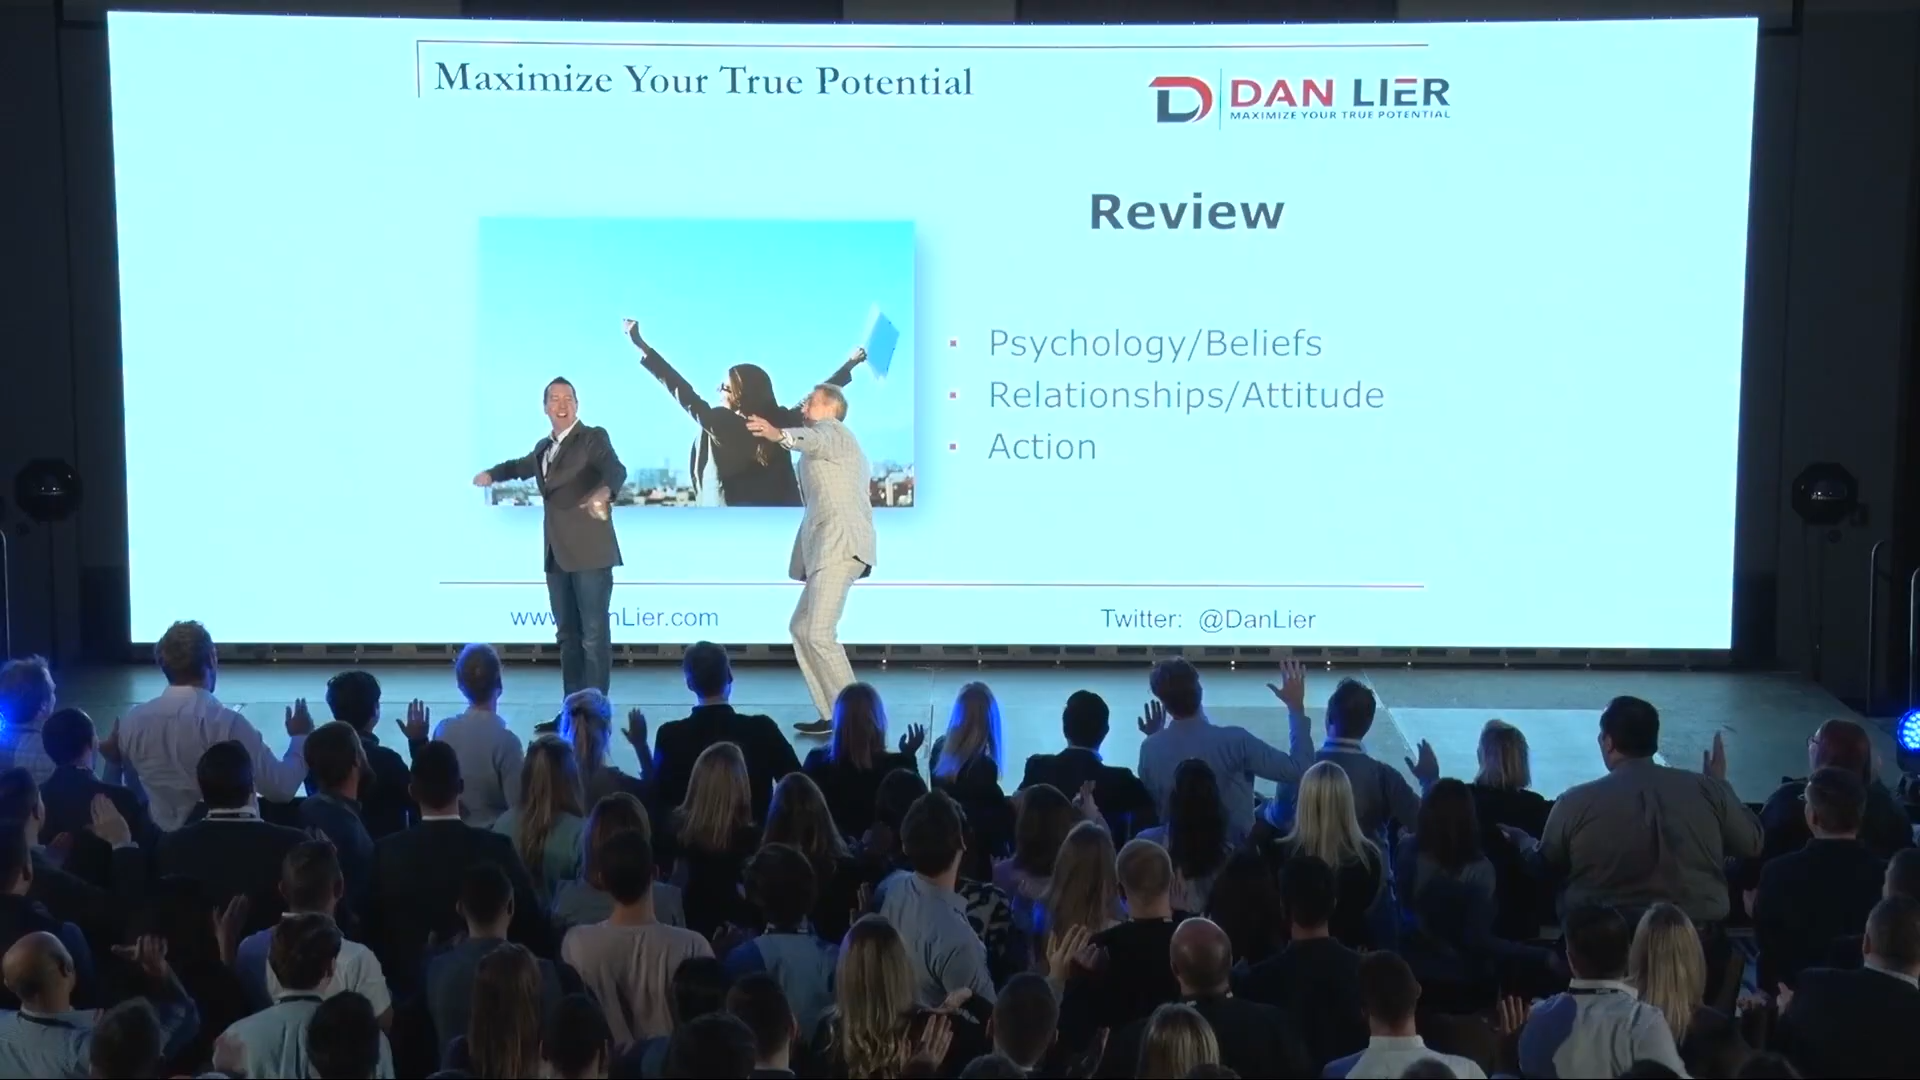 Maximize Your True Potential
DAN LIER
MAXIMIZE YOUR TRUE POTENTIAL
Review
Psychology/Beliefs
Relationships/Attitude
Action
Twitter: @DanLier